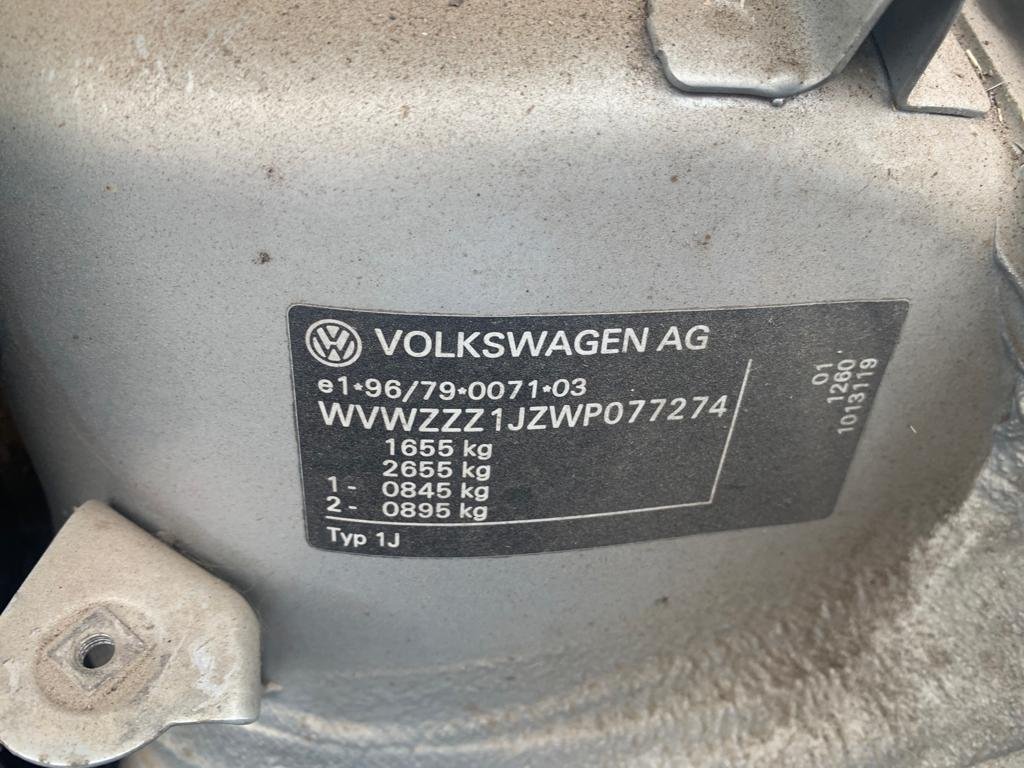 VOLKSWAGEN AG
e1*96/79*0071*03
WVWZZZ1JZWP077274
1655 kg
2655 kg
1 - 0845 kg
2 - 0895 kg
Typ 1J
01
1260
1013119